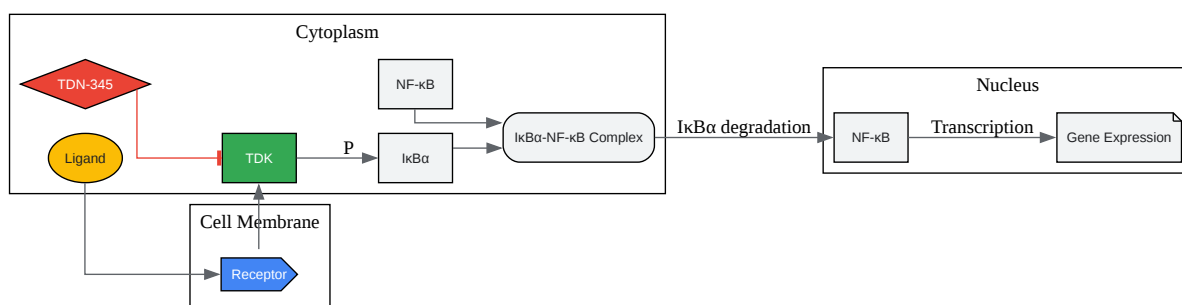 Cytoplasm
TDN-345
NF-κB
Nucleus
Ligand
TDK
P
IκBα
IκBα-NF-κB Complex
IκBα degradation
NF-κB
Transcription
Gene Expression
Cell Membrane
Receptor